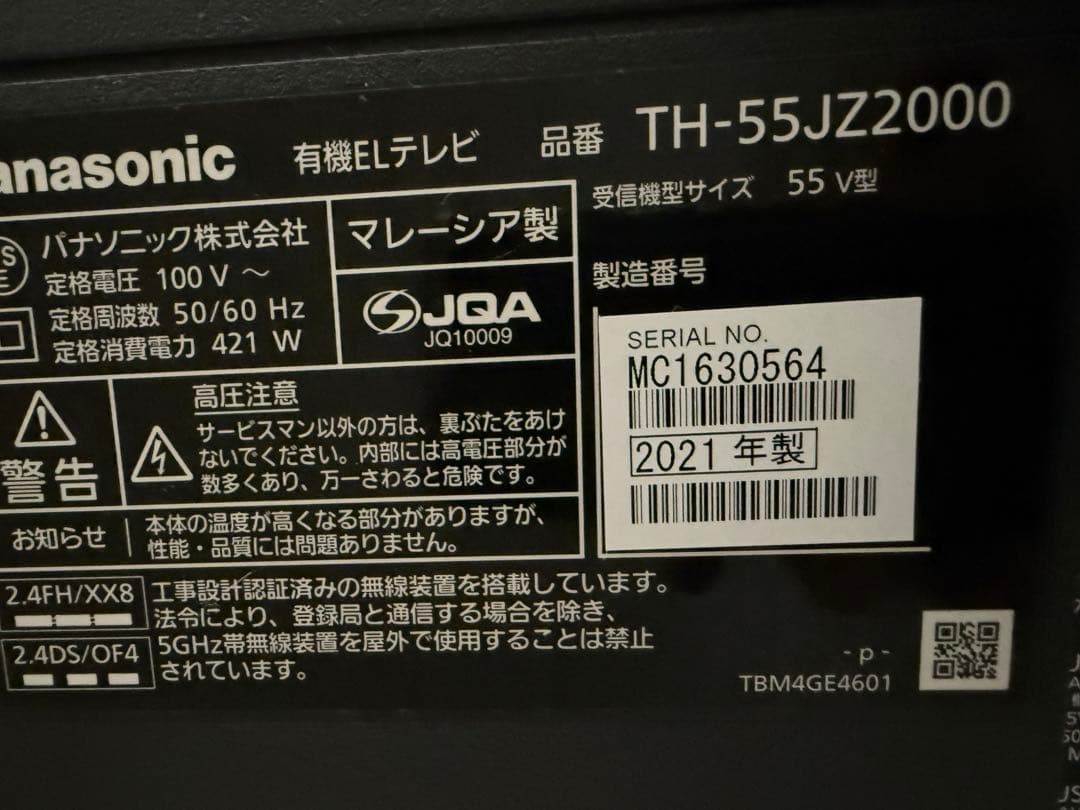 anasonic 有機ELテレビ 品番 TH-55JZ2000
受信機型サイズ 55 V型
パナソニック株式会社
定格電圧 100 V ～
定格周波数 50/60 Hz
定格消費電力 421 W
マレーシア製
JQA
JQ10009
製造番号
SERIAL NO.
MC1630564
2021 年製
警告
高圧注意
サービスマン以外の方は、裏ぶたをあけ
ないでください。内部には高電圧部分が
数多くあり、万一さわると危険です。
お知らせ
本体の温度が高くなる部分がありますが、
性能・品質には問題ありません。
2.4FH/XX8
2.4DS/OF4
工事設計認証済みの無線装置を搭載しています。
法令により、登録局と通信する場合を除き、
5GHz帯無線装置を屋外で使用することは禁止
されています。
- p -
TBM4GE4601